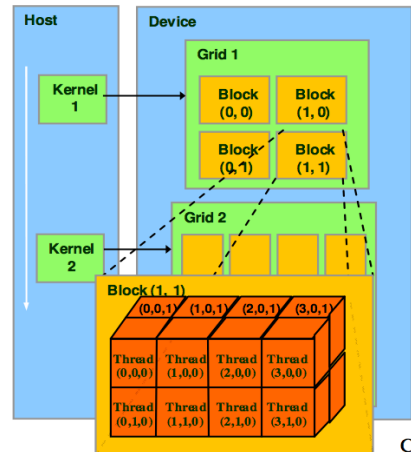 Host
Device
Grid 1
Kernel
1
Block
(0, 0)
Block
(1, 0)
Block
(0, 1)
Block
(1, 1)
Grid 2
Kernel
2
Block (1, 1)
(0,0,1) (1,0,1) (2,0,1) (3,0,1)
Thread
(0,0,0)
Thread
(1,0,0)
Thread
(2,0,0)
Thread
(3,0,0)
Thread
(0,1,0)
Thread
(1,1,0)
Thread
(2,1,0)
Thread
(3,1,0)
C